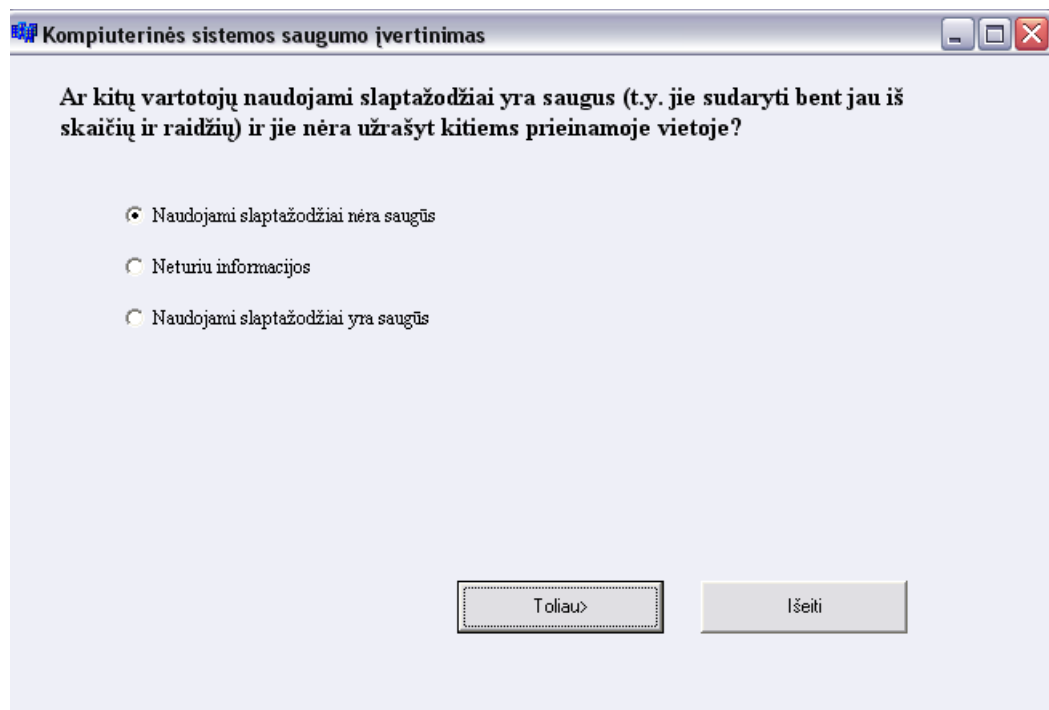 Kompiuterinės sistemos saugumo įvertinimas
Ar kitų vartotojų naudojami slaptažodžiai yra saugus (t.y. jie sudaryti bent jau iš
skaičių ir raidžių) ir jie nėra užrašyt kitiems prieinamoje vietoje?
Naudojami slaptažodžiai nėra saugūs
Neturiu informacijos
Naudojami slaptažodžiai yra saugūs
Toliau> Išeiti